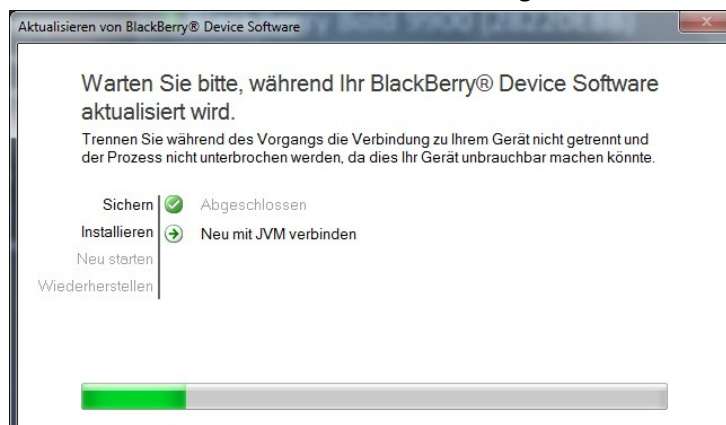 Aktualisieren von BlackBerry® Device Software
Warten Sie bitte, während Ihr BlackBerry® Device Software
aktualisiert wird.
Trennen Sie während des Vorgangs die Verbindung zu Ihrem Gerät nicht getrennt und
der Prozess nicht unterbrochen werden, da dies Ihr Gerät unbrauchbar machen könnte.
Sichern Abgeschlossen
Installieren Neu mit JVM verbinden
Neu starten
Wiederherstellen